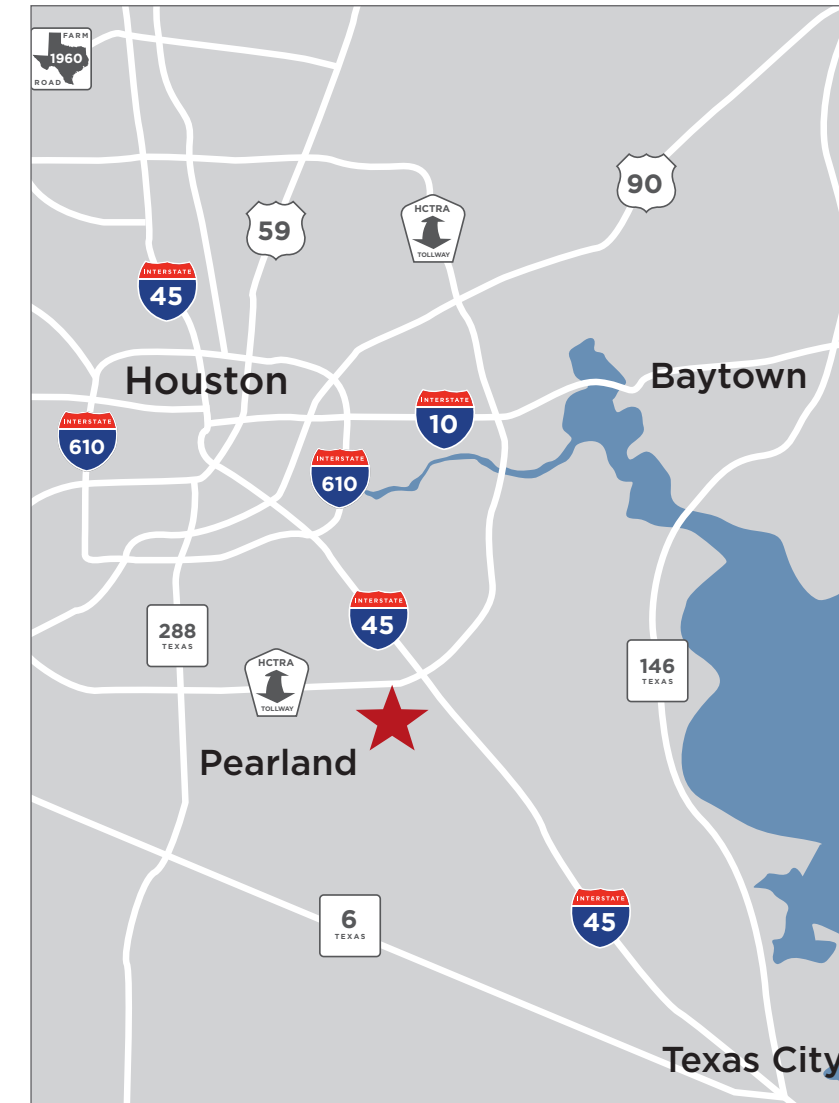 FARM
1960
ROAD
90
HCTRA
TOLLWAY
59
INTERSTATE
45
Houston
Baytown
INTERSTATE
10
INTERSTATE
610
INTERSTATE
610
INTERSTATE
45
288
TEXAS
146
TEXAS
HCTRA
TOLLWAY
Pearland
6
TEXAS
INTERSTATE
45
Texas City